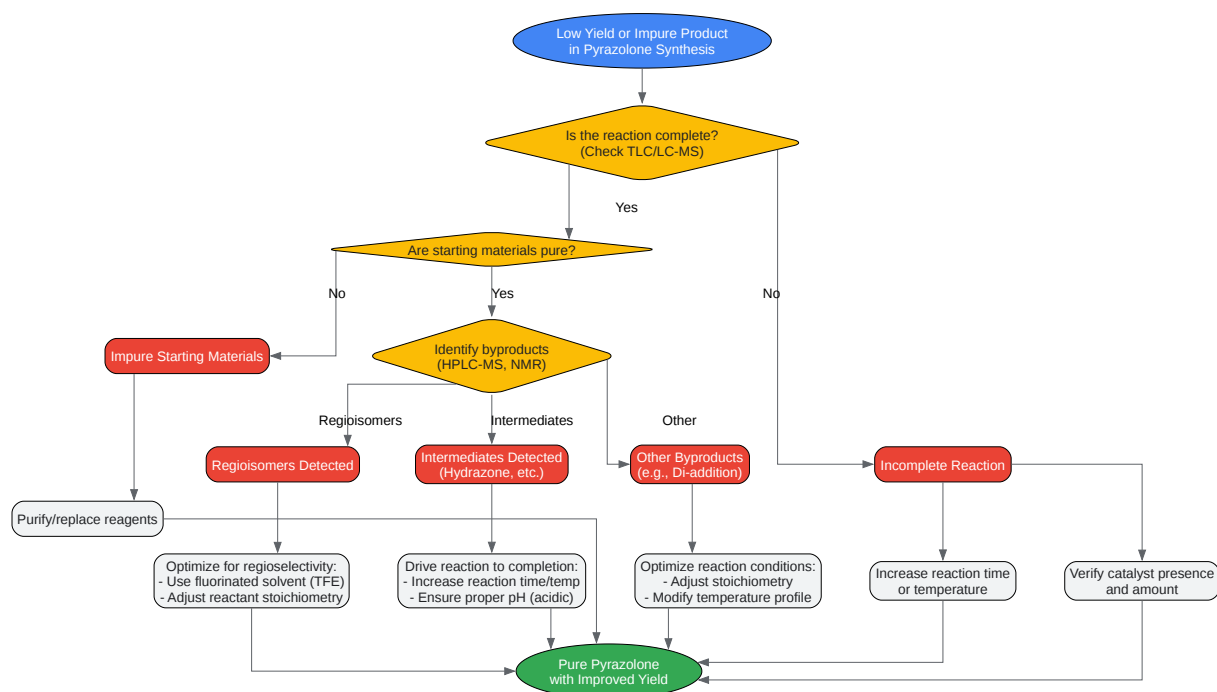 Low Yield or Impure Product
in Pyrazolone Synthesis
Is the reaction complete?
(Check TLC/LC-MS)
Yes
Are starting materials pure?
No
Yes
No
Impure Starting Materials
Identify byproducts
(HPLC-MS, NMR)
Regioisomers
Intermediates
Other
Regioisomers Detected
Intermediates Detected
(Hydrazone, etc.)
Other Byproducts
(e.g., Di-addition)
Incomplete Reaction
Purify/replace reagents
Optimize for regioselectivity:
- Use fluorinated solvent (TFE)
- Adjust reactant stoichiometry
Drive reaction to completion:
- Increase reaction time/temp
- Ensure proper pH (acidic)
Optimize reaction conditions:
- Adjust stoichiometry
- Modify temperature profile
Increase reaction time
or temperature
Verify catalyst presence
and amount
Pure Pyrazolone
with Improved Yield